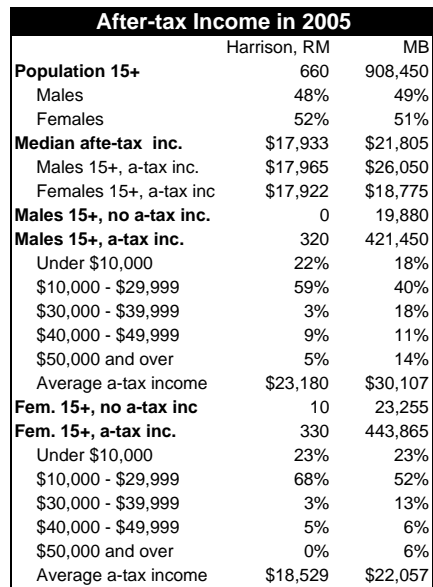 After-tax Income in 2005
Harrison, RM MB
Population 15+ 660 908,450
Males 48% 49%
Females 52% 51%
Median afte-tax inc. $17,933 $21,805
Males 15+, a-tax inc. $17,965 $26,050
Females 15+, a-tax inc $17,922 $18,775
Males 15+, no a-tax inc. 0 19,880
Males 15+, a-tax inc. 320 421,450
Under $10,000 22% 18%
$10,000 - $29,999 59% 40%
$30,000 - $39,999 3% 18%
$40,000 - $49,999 9% 11%
$50,000 and over 5% 14%
Average a-tax income $23,180 $30,107
Fem. 15+, no a-tax inc 10 23,255
Fem. 15+, a-tax inc. 330 443,865
Under $10,000 23% 23%
$10,000 - $29,999 68% 52%
$30,000 - $39,999 3% 13%
$40,000 - $49,999 5% 6%
$50,000 and over 0% 6%
Average a-tax income $18,529 $22,057